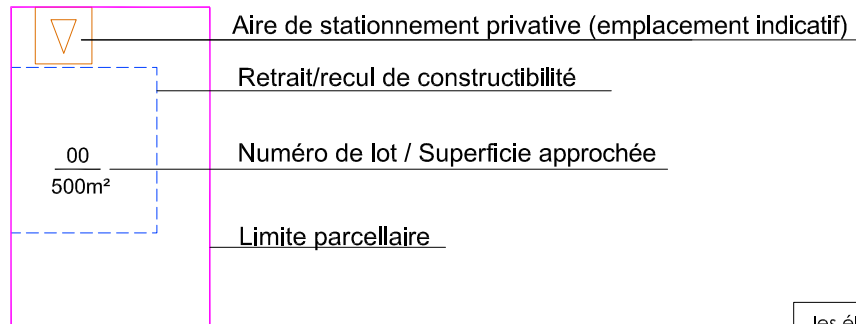 Aire de stationnement privative (emplacement indicatif)
Retrait/recul de constructibilité
00
500m²
Numéro de lot / Superficie approchée
Limite parcellaire
les